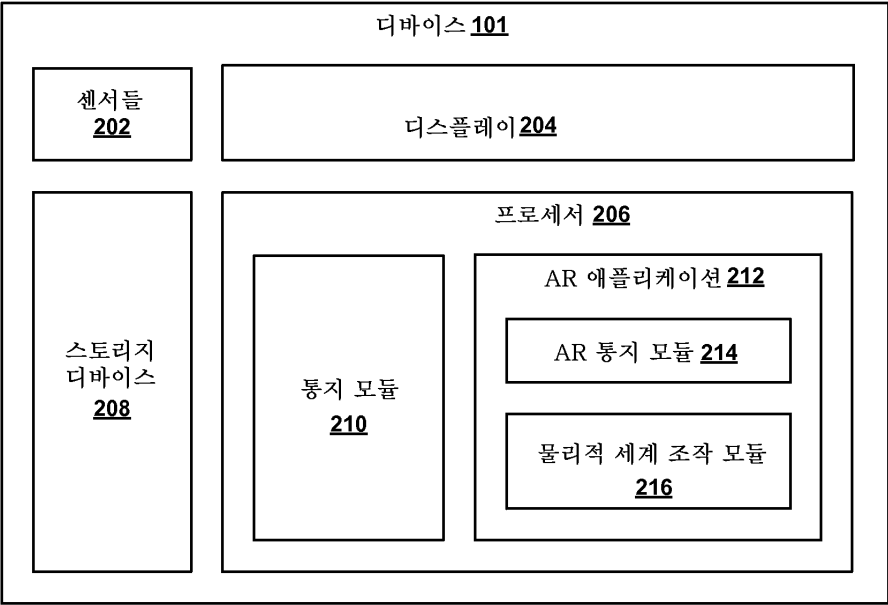 디바이스 101
센서들
202
디스플레이 204
스토리지
디바이스
208
프로세서 206
통지 모듈
210
AR 애플리케이션 212
AR 통지 모듈 214
물리적 세계 조작 모듈
216